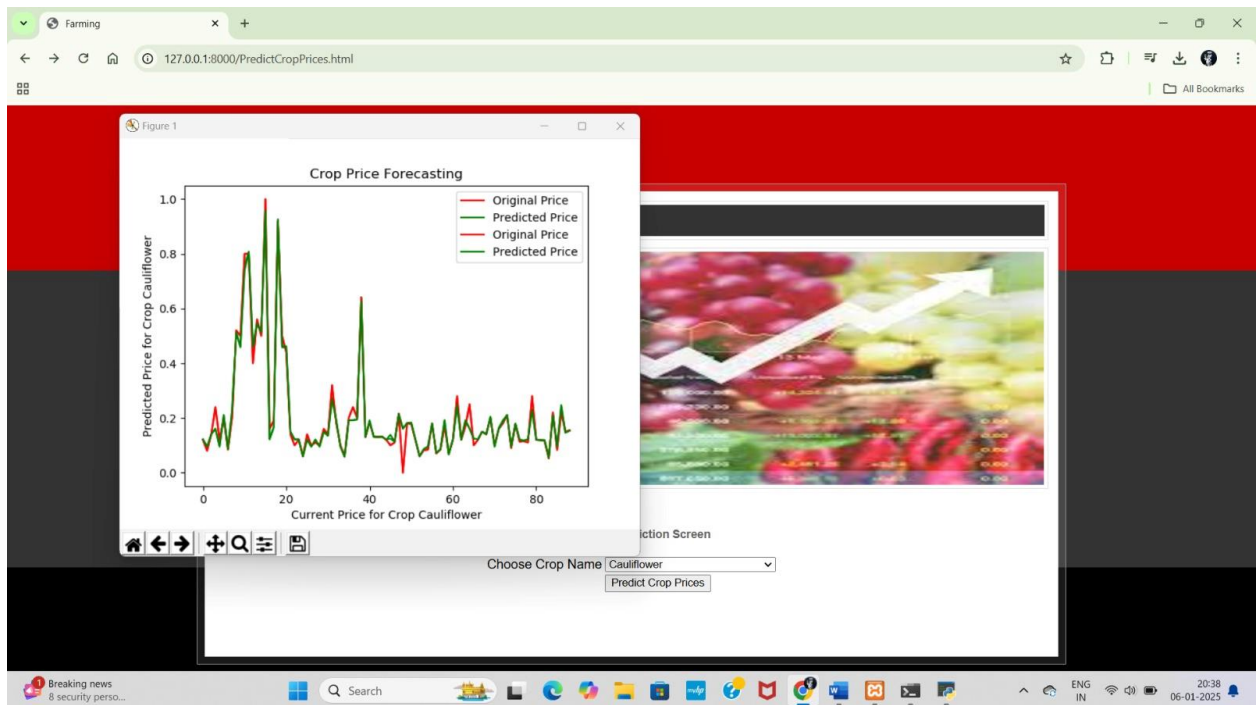 Farming
127.0.0.1:8000/PredictCropPrices.html
All Bookmarks
Figure 1
Crop Price Forecasting
Original Price
Predicted Price
Original Price
Predicted Price
1.0
0.8
0.6
0.4
0.2
0.0
Predicted Price for Crop Cauliflower
0 20 40 60 80
Current Price for Crop Cauliflower
iction Screen
Choose Crop Name Cauliflower
Predict Crop Prices
Breaking news
8 security perso...
Search
ENG
IN
20:38
06-01-2025